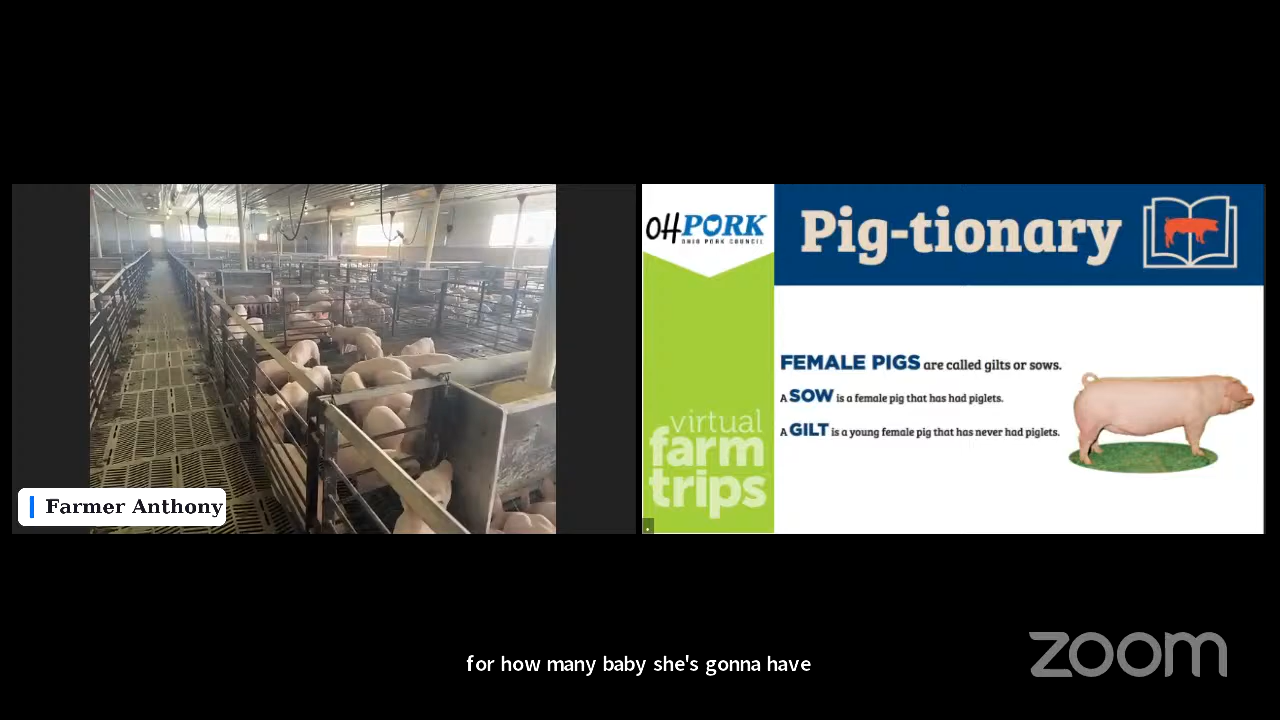 OHPORK
OHIO PORK COUNCIL
Pig-tionary
FEMALE PIGS are called gilts or sows.
A SOW is a female pig that has had piglets.
A GILT is a young female pig that has never had piglets.
virtual
farm
trips
Farmer Anthony
for how many baby she's gonna have
zoom